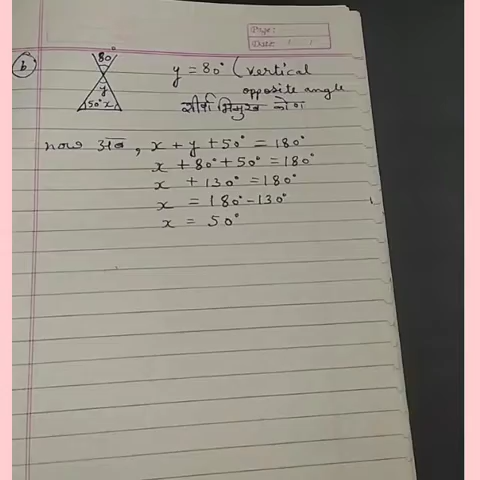 Page:
Date: / /
(b) 80° y = 80° (vertical
opposite angle
y
50° x
शीर्षाभिमुख कोण
now अब, x + y + 50° = 180°
x + 80° + 50° = 180°
x + 130° = 180°
x = 180° - 130°
x = 50°